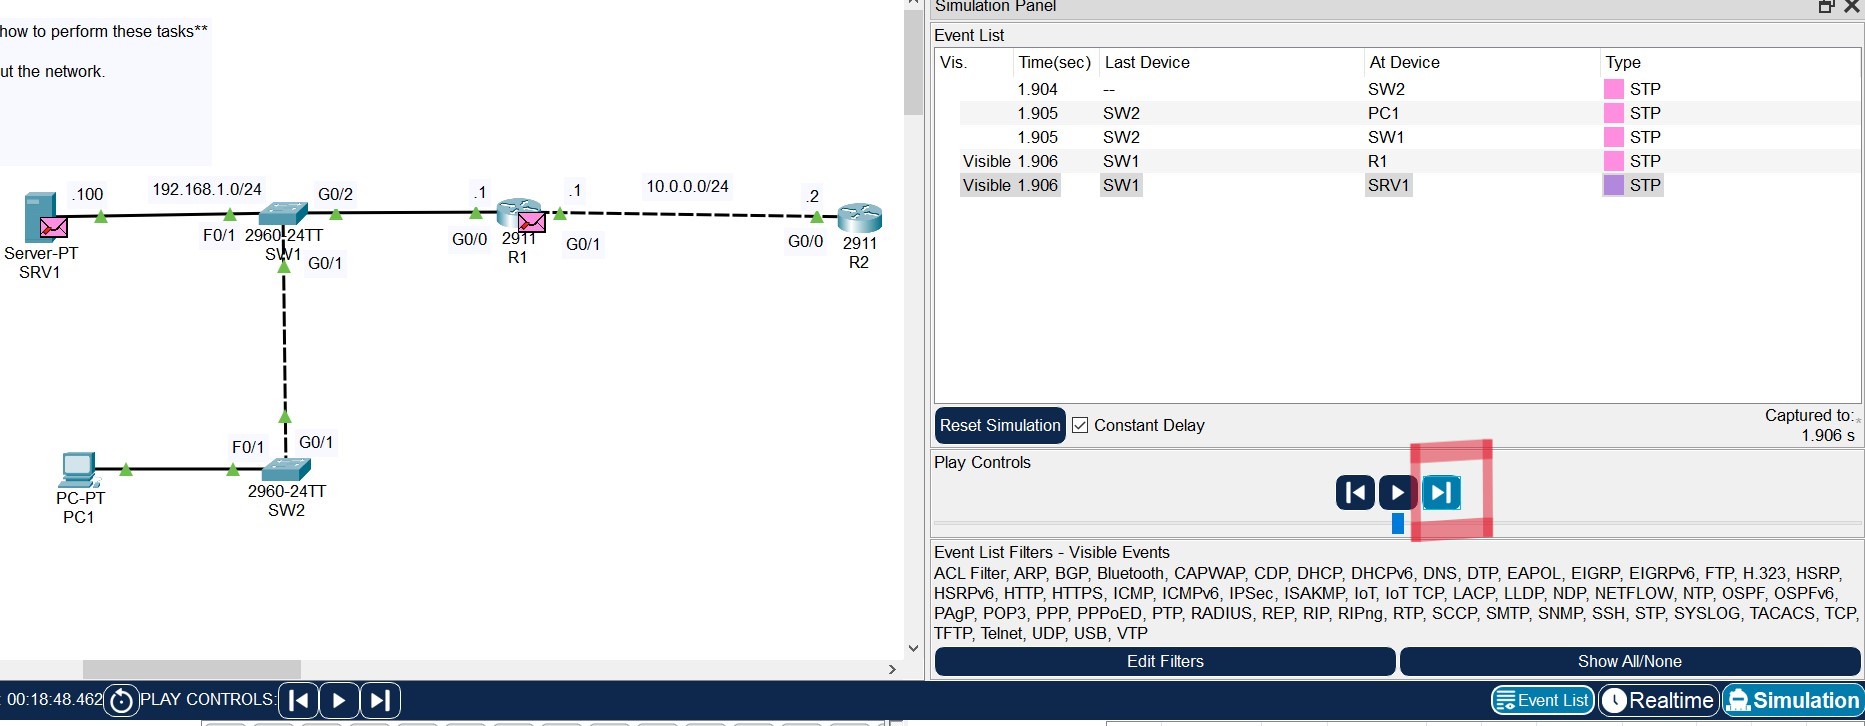 how to perform these tasks**
ut the network.
.100
192.168.1.0/24
G0/2
.1
.1
10.0.0.0/24
.2
F0/1
2960-24TT
SW1
G0/1
G0/0
2911
R1
G0/1
G0/0
2911
R2
Server-PT
SRV1
F0/1
G0/1
PC-PT
PC1
2960-24TT
SW2
Simulation Panel
Event List
Vis. Time(sec) Last Device At Device Type
1.904 -- SW2 STP
1.905 SW2 PC1 STP
1.905 SW2 SW1 STP
Visible 1.906 SW1 R1 STP
Visible 1.906 SW1 SRV1 STP
Reset Simulation Constant Delay
Captured to:
1.906 s
Play Controls
Event List Filters - Visible Events
ACL Filter, ARP, BGP, Bluetooth, CAPWAP, CDP, DHCP, DHCPv6, DNS, DTP, EAPOL, EIGRP, EIGRPv6, FTP, H.323, HSRP,
HSRPv6, HTTP, HTTPS, ICMP, ICMPv6, IPSec, ISAKMP, IoT, IoT TCP, LACP, LLDP, NDP, NETFLOW, NTP, OSPF, OSPFv6,
PAgP, POP3, PPP, PPPoED, PTP, RADIUS, REP, RIP, RIPng, RTP, SCCP, SMTP, SNMP, SSH, STP, SYSLOG, TACACS, TCP,
TFTP, Telnet, UDP, USB, VTP
Edit Filters Show All/None
: 00:18:48.462 PLAY CONTROLS: Event List Realtime Simulation